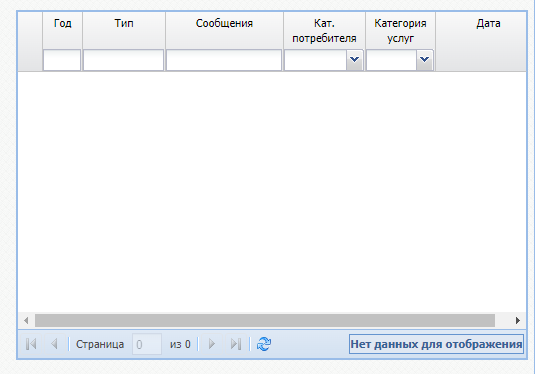 Год Тип Сообщения Кат. потребителя Категория услуг Дата
Страница 0 из 0 Нет данных для отображения